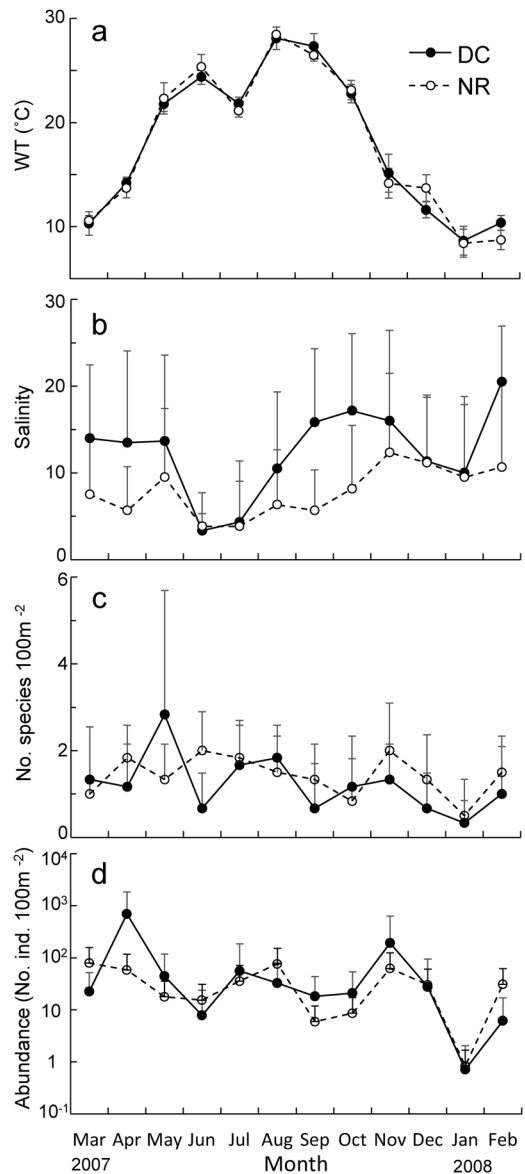 a
30
20
10
WT (˚C)
DC
NR
b
30
20
10
0
Salinity
c
6
4
2
0
No. species 100m⁻²
d
10⁴
10³
10²
10
1
10⁻¹
Abundance (No. ind. 100m⁻²)
Mar Apr May Jun Jul Aug Sep Oct Nov Dec Jan Feb
2007 Month 2008